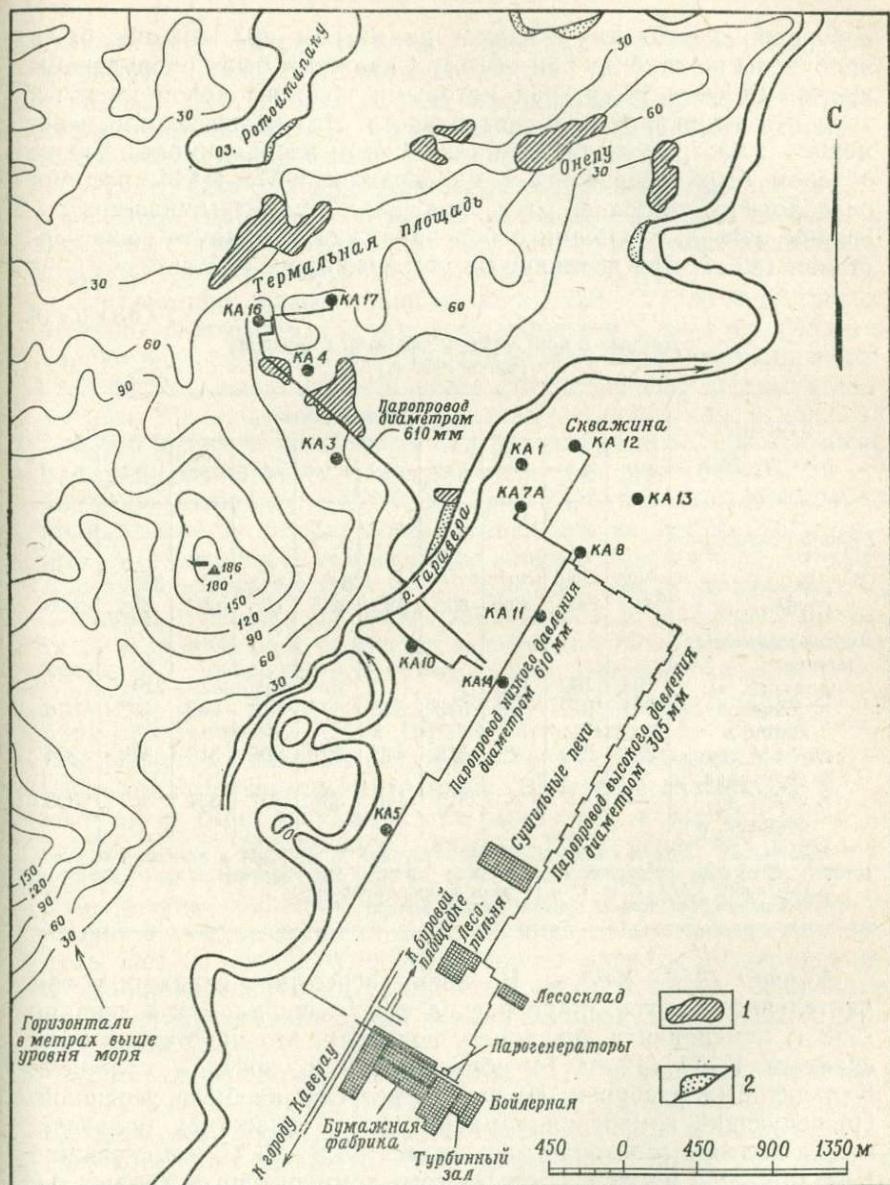 30
оз. Ротоитипаку
30
30
60
С
Онепу
30
Термальная площадь
30
60
КА 16
КА 17
60
КА 4
90
Паропровод
диаметром
610 мм
Скважина
КА 12
КА 3
КА 1
КА 7А
КА 13
р. Таравера
КА 8
186
180
150
120
90
60
30
КА 11
КА 10
КА 14
Паропровод низкого давления
диаметром 610 мм
Паропровод высокого давления
диаметром 305 мм
КА 5
Сушильные печи
150
120
90
60
30
К буровой
площадке
Лесо-
пильня
Лесосклад
1
Горизонтали
в метрах выше
уровня моря
Парогенераторы
2
К городу Каверау
Бойлерная
Бумажная
фабрика
Турбинный
зал
450 0 450 900 1350 м